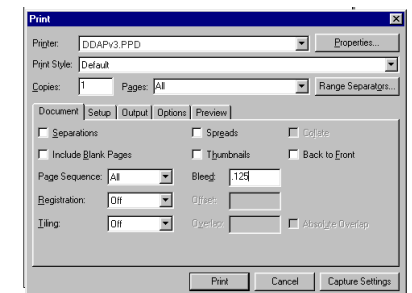 Print
Printer: DDAPv3.PPD Properties...
Print Style: Default
Copies: 1 Pages: All Range Separators...
Document Setup Output Options Preview
Separations Spreads Collate
Include Blank Pages Thumbnails Back to Front
Page Sequence: All Bleed: .125
Registration: Off Offset:
Tiling: Off Overlap: Absolute Overlap
Print Cancel Capture Settings